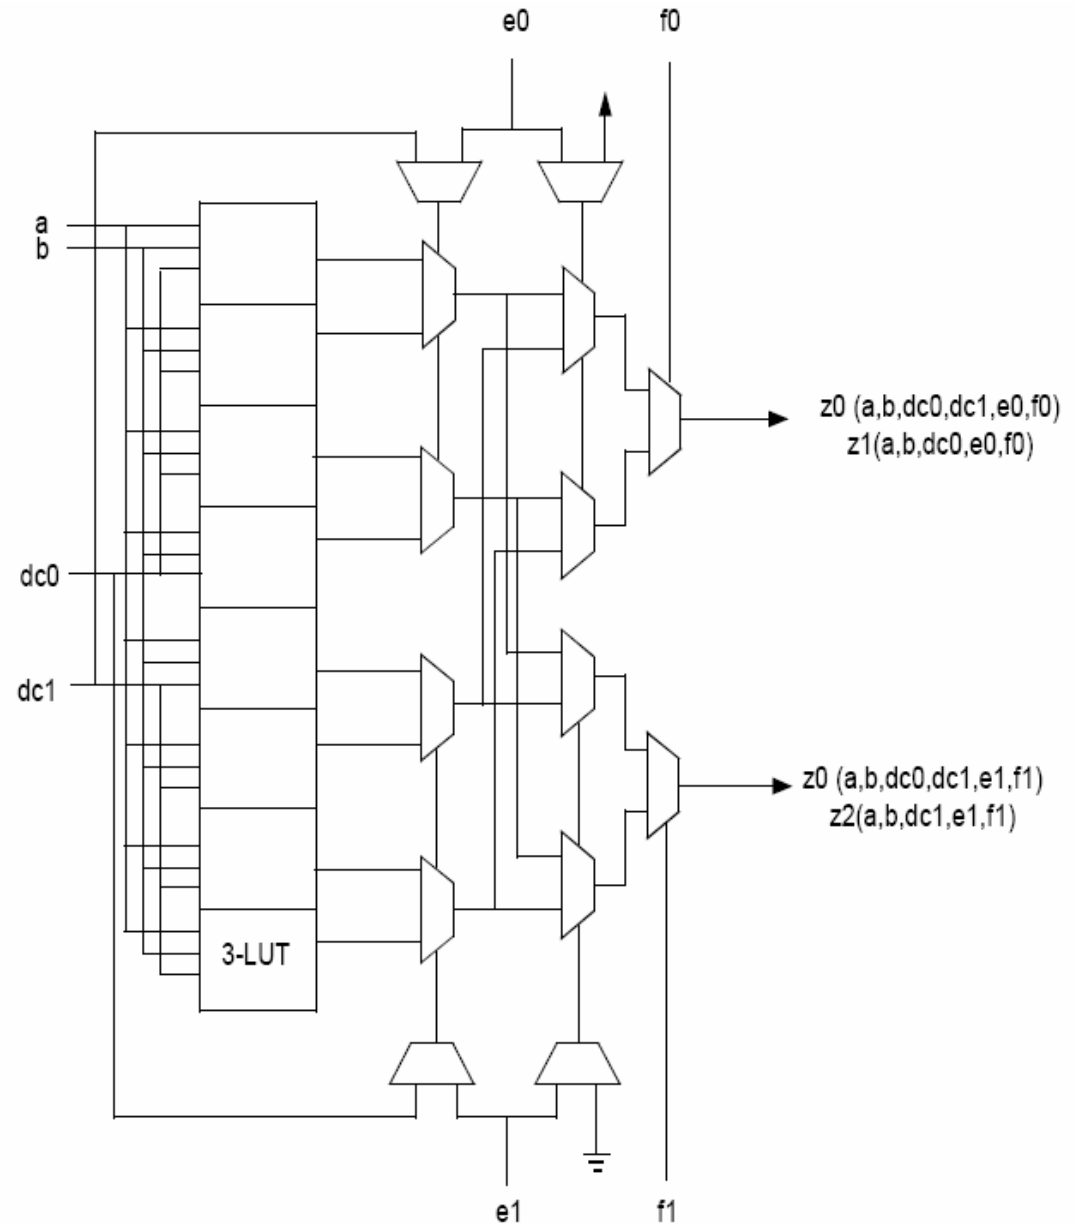 e0
f0
a
b
z0 (a,b,dc0,dc1,e0,f0)
z1(a,b,dc0,e0,f0)
dc0
dc1
z0 (a,b,dc0,dc1,e1,f1)
z2(a,b,dc1,e1,f1)
3-LUT
e1
f1